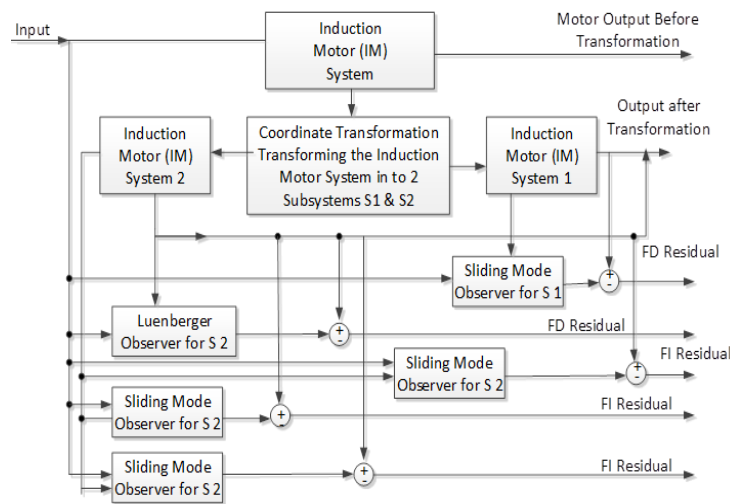 Input
Induction
Motor (IM)
System
Motor Output Before
Transformation
Induction
Motor (IM)
System 2
Coordinate Transformation
Transforming the Induction
Motor System in to 2
Subsystems S1 & S2
Induction
Motor (IM)
System 1
Output after
Transformation
Sliding Mode
Observer for S 1
+
-
FD Residual
Luenberger
Observer for S 2
+
-
FD Residual
Sliding Mode
Observer for S 2
+
-
FI Residual
Sliding Mode
Observer for S 2
+
-
FI Residual
Sliding Mode
Observer for S 2
+
-
FI Residual